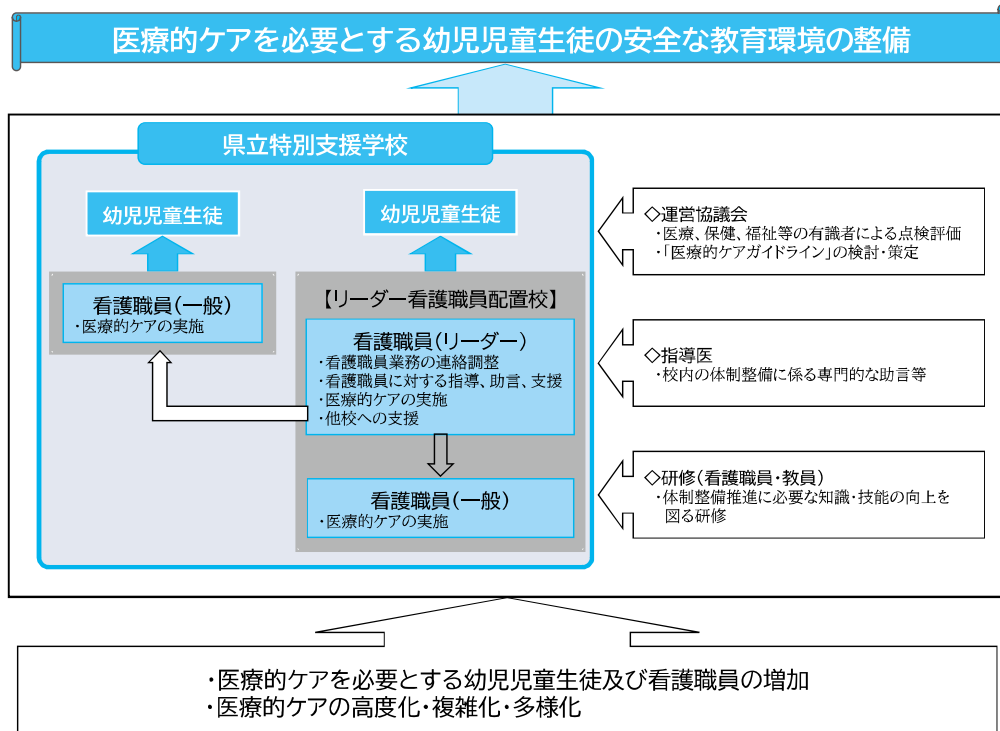 医療的ケアを必要とする幼児児童生徒の安全な教育環境の整備
県立特別支援学校
幼児児童生徒
看護職員(一般)
・医療的ケアの実施
幼児児童生徒
【リーダー看護職員配置校】
看護職員(リーダー)
・看護職員業務の連絡調整
・看護職員に対する指導、助言、支援
・医療的ケアの実施
・他校への支援
看護職員(一般)
・医療的ケアの実施
◇運営協議会
・医療、保健、福祉等の有識者による点検評価
・「医療的ケアガイドライン」の検討・策定
◇指導医
・校内の体制整備に係る専門的な助言等
◇研修(看護職員・教員)
・体制整備推進に必要な知識・技能の向上を
図る研修
・医療的ケアを必要とする幼児児童生徒及び看護職員の増加
・医療的ケアの高度化・複雑化・多様化